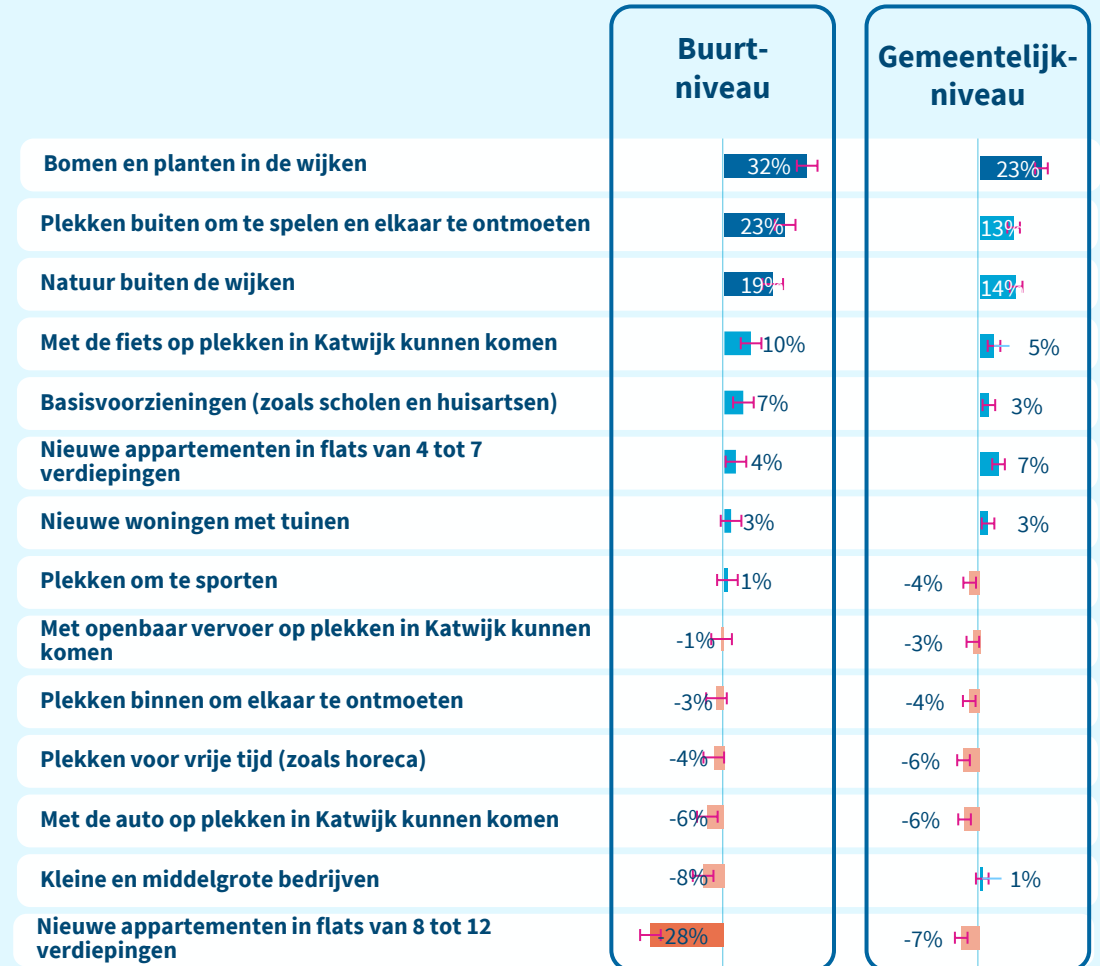 Buurt-
niveau
Gemeentelijk-
niveau
Bomen en planten in de wijken
32%
23%
Plekken buiten om te spelen en elkaar te ontmoeten
23%
13%
Natuur buiten de wijken
19%
14%
Met de fiets op plekken in Katwijk kunnen komen
10%
5%
Basisvoorzieningen (zoals scholen en huisartsen)
7%
3%
Nieuwe appartementen in flats van 4 tot 7
verdiepingen
4%
7%
Nieuwe woningen met tuinen
3%
3%
Plekken om te sporten
1%
-4%
Met openbaar vervoer op plekken in Katwijk kunnen
komen
-1%
-3%
Plekken binnen om elkaar te ontmoeten
-3%
-4%
Plekken voor vrije tijd (zoals horeca)
-4%
-6%
Met de auto op plekken in Katwijk kunnen komen
-6%
-6%
Kleine en middelgrote bedrijven
-8%
1%
Nieuwe appartementen in flats van 8 tot 12
verdiepingen
-28%
-7%